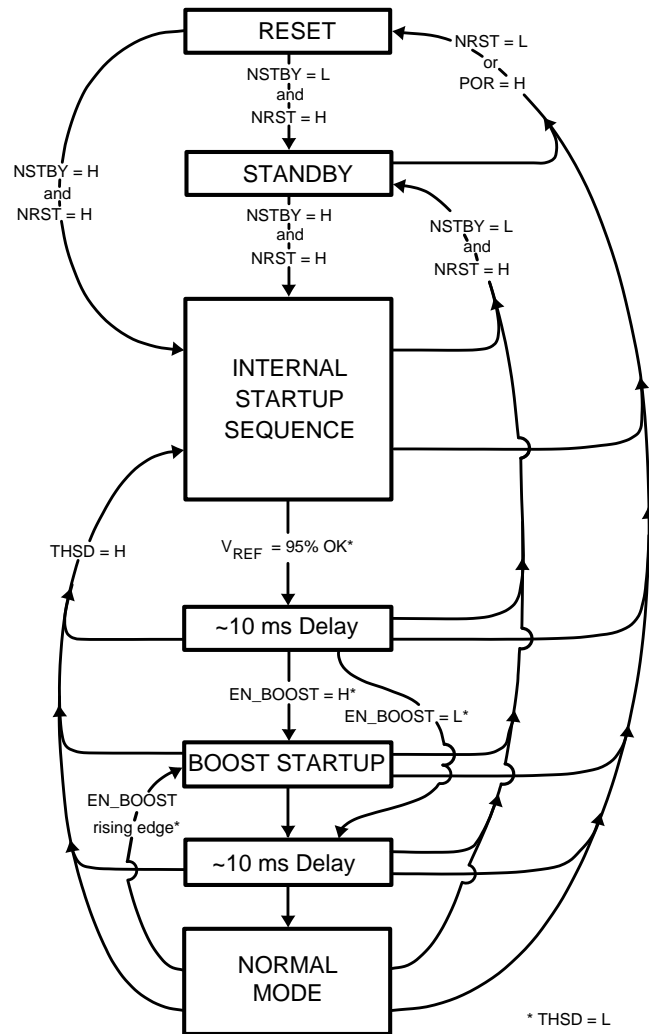 RESET
NRST = L
or
POR = H
NSTBY = L
and
NRST = H
NSTBY = H
and
NRST = H
STANDBY
NSTBY = H
and
NRST = H
NSTBY = L
and
NRST = H
INTERNAL
STARTUP
SEQUENCE
THSD = H
VREF = 95% OK*
~10 ms Delay
EN_BOOST = H*
EN_BOOST = L*
BOOST STARTUP
EN_BOOST
rising edge*
~10 ms Delay
NORMAL
MODE
* THSD = L